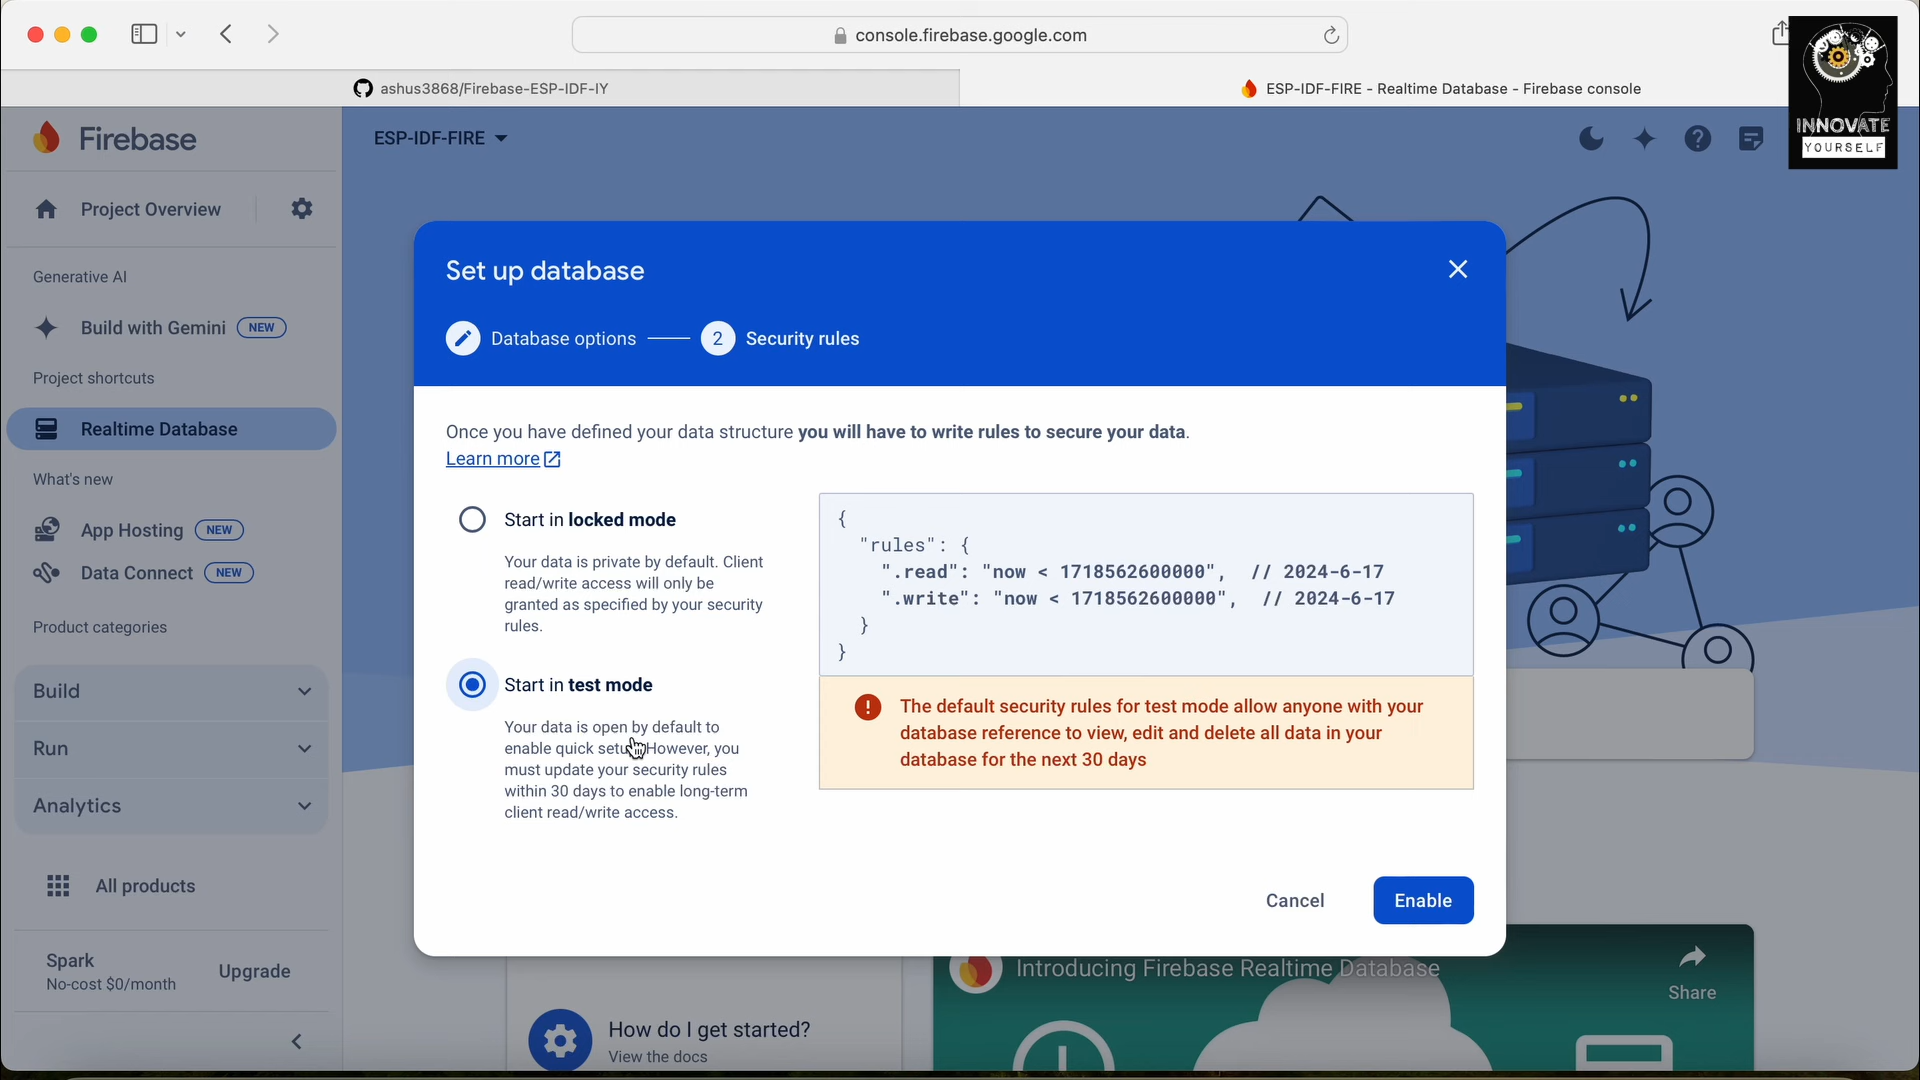 console.firebase.google.com
ashus3868/Firebase-ESP-IDF-IY
ESP-IDF-FIRE - Realtime Database - Firebase console
INNOVATE
YOURSELF
Firebase
ESP-IDF-FIRE
Project Overview
Generative AI
Build with Gemini NEW
Project shortcuts
Realtime Database
What's new
App Hosting NEW
Data Connect NEW
Product categories
Build
Run
Analytics
All products
Spark
No-cost $0/month
Upgrade
Set up database
Database options
2 Security rules
Once you have defined your data structure you will have to write rules to secure your data.
Learn more
Start in locked mode
Your data is private by default. Client
read/write access will only be
granted as specified by your security
rules.
Start in test mode
Your data is open by default to
enable quick setup. However, you
must update your security rules
within 30 days to enable long-term
client read/write access.
{
"rules": {
".read": "now < 1718562600000", // 2024-6-17
".write": "now < 1718562600000", // 2024-6-17
}
}
! The default security rules for test mode allow anyone with your
database reference to view, edit and delete all data in your
database for the next 30 days
Cancel
Enable
How do I get started?
View the docs
Introducing Firebase Realtime Database
Share